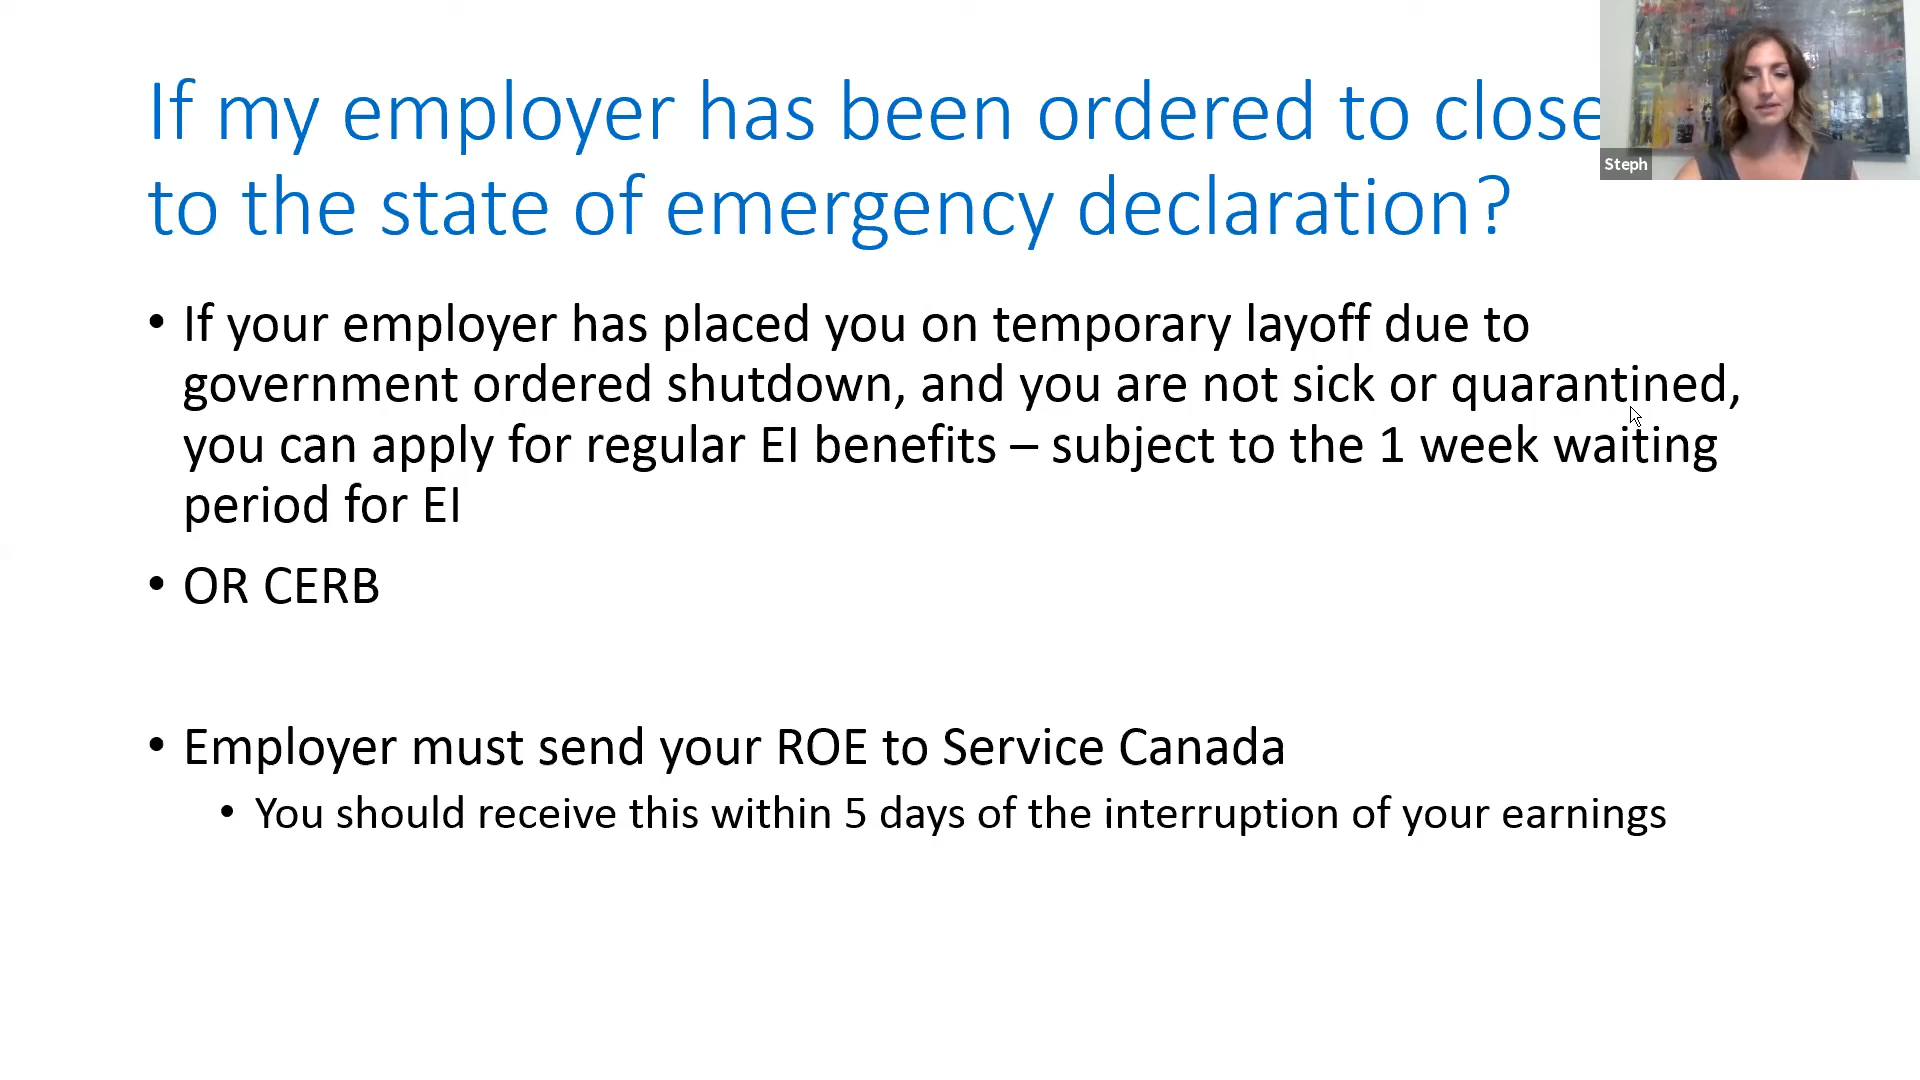 If my employer has been ordered to close
to the state of emergency declaration?
Steph
• If your employer has placed you on temporary layoff due to
government ordered shutdown, and you are not sick or quarantined,
you can apply for regular EI benefits – subject to the 1 week waiting
period for EI
• OR CERB
• Employer must send your ROE to Service Canada
• You should receive this within 5 days of the interruption of your earnings